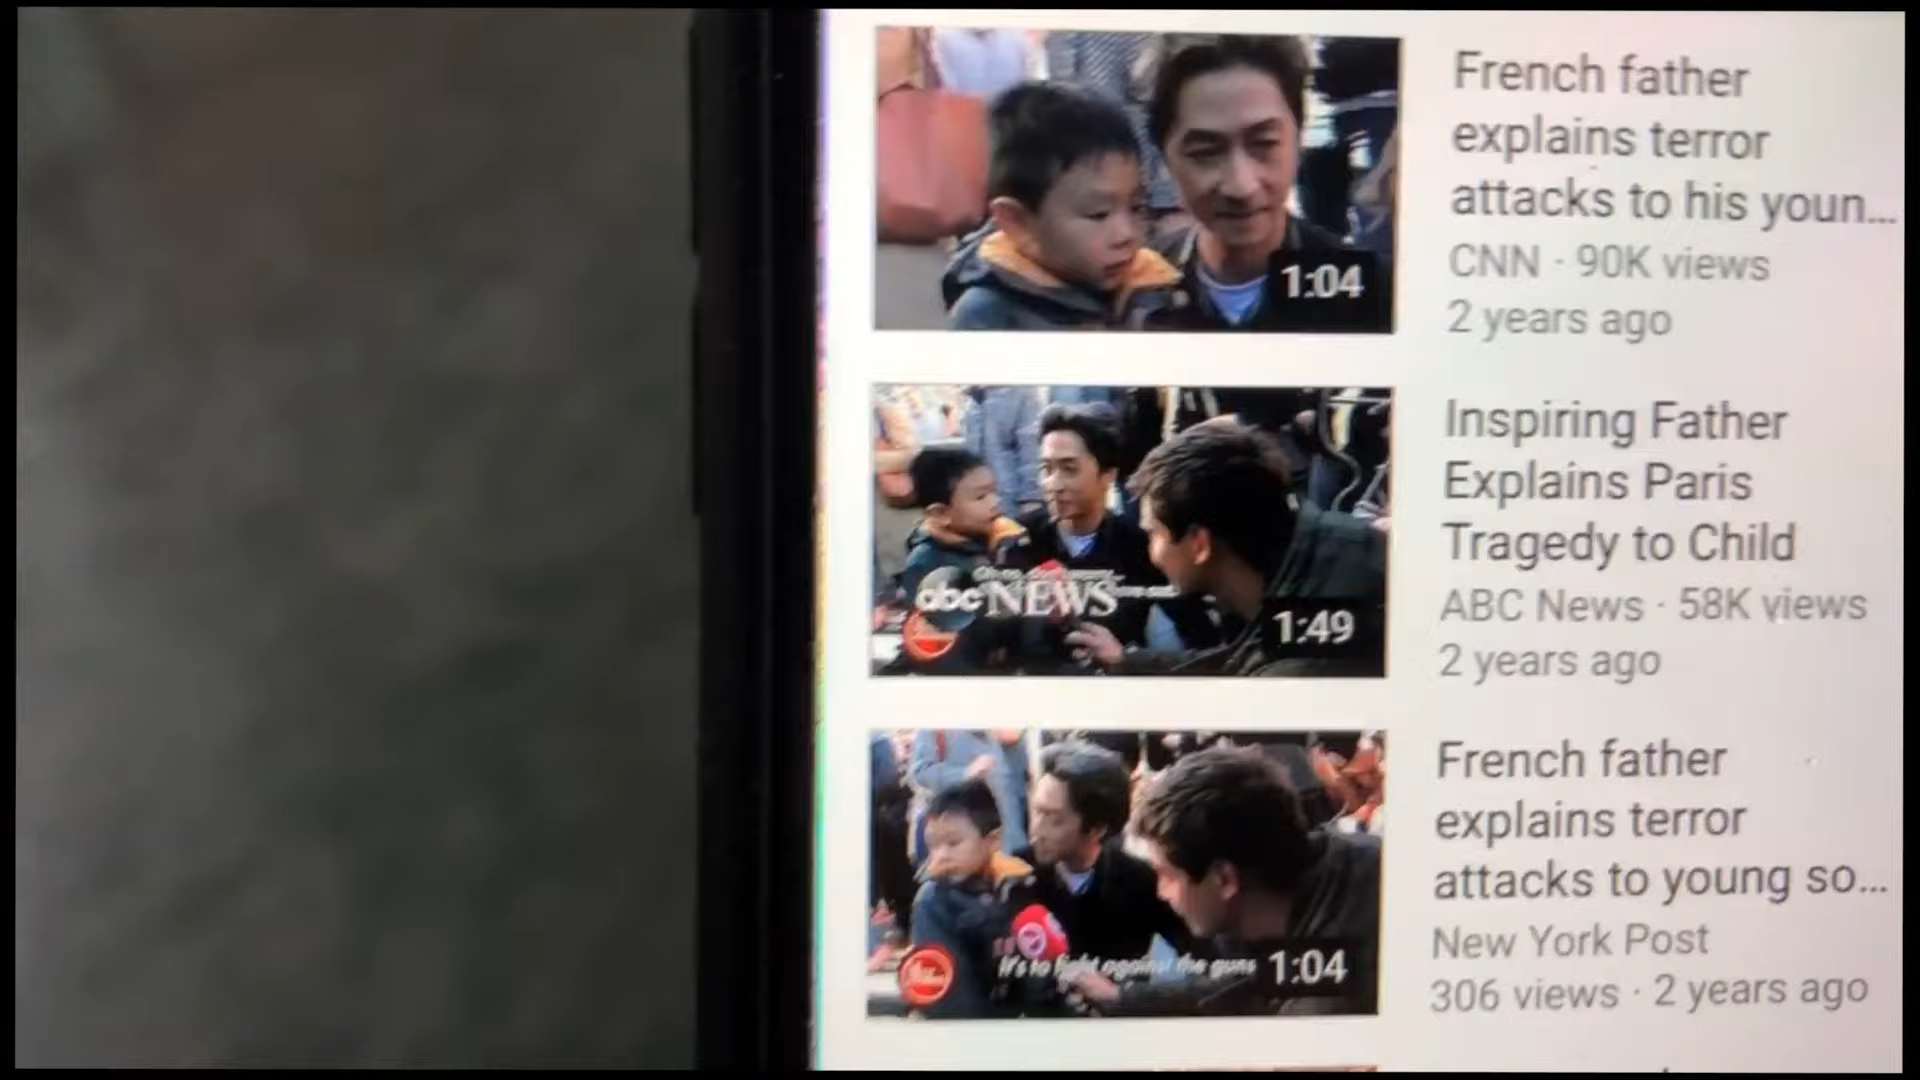 French father
explains terror
attacks to his youn...
CNN · 90K views
2 years ago
1:04
Inspiring Father
Explains Paris
Tragedy to Child
ABC News · 58K views
2 years ago
abc NEWS
1:49
French father
explains terror
attacks to young so...
New York Post
306 views · 2 years ago
It's to fight against the guns
1:04